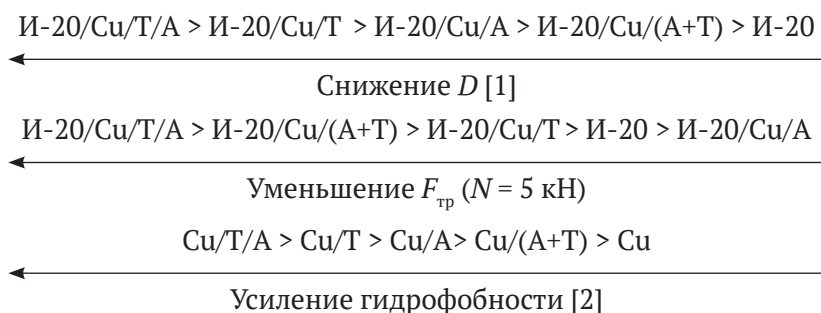 И-20/Cu/T/A > И-20/Cu/T > И-20/Cu/A > И-20/Cu/(A+T) > И-20
Снижение D [1]
И-20/Cu/T/A > И-20/Cu/(A+T) > И-20/Cu/T > И-20 > И-20/Cu/A
Уменьшение Fтр (N = 5 кН)
Cu/T/A > Cu/T > Cu/A> Cu/(A+T) > Cu
Усиление гидрофобности [2]